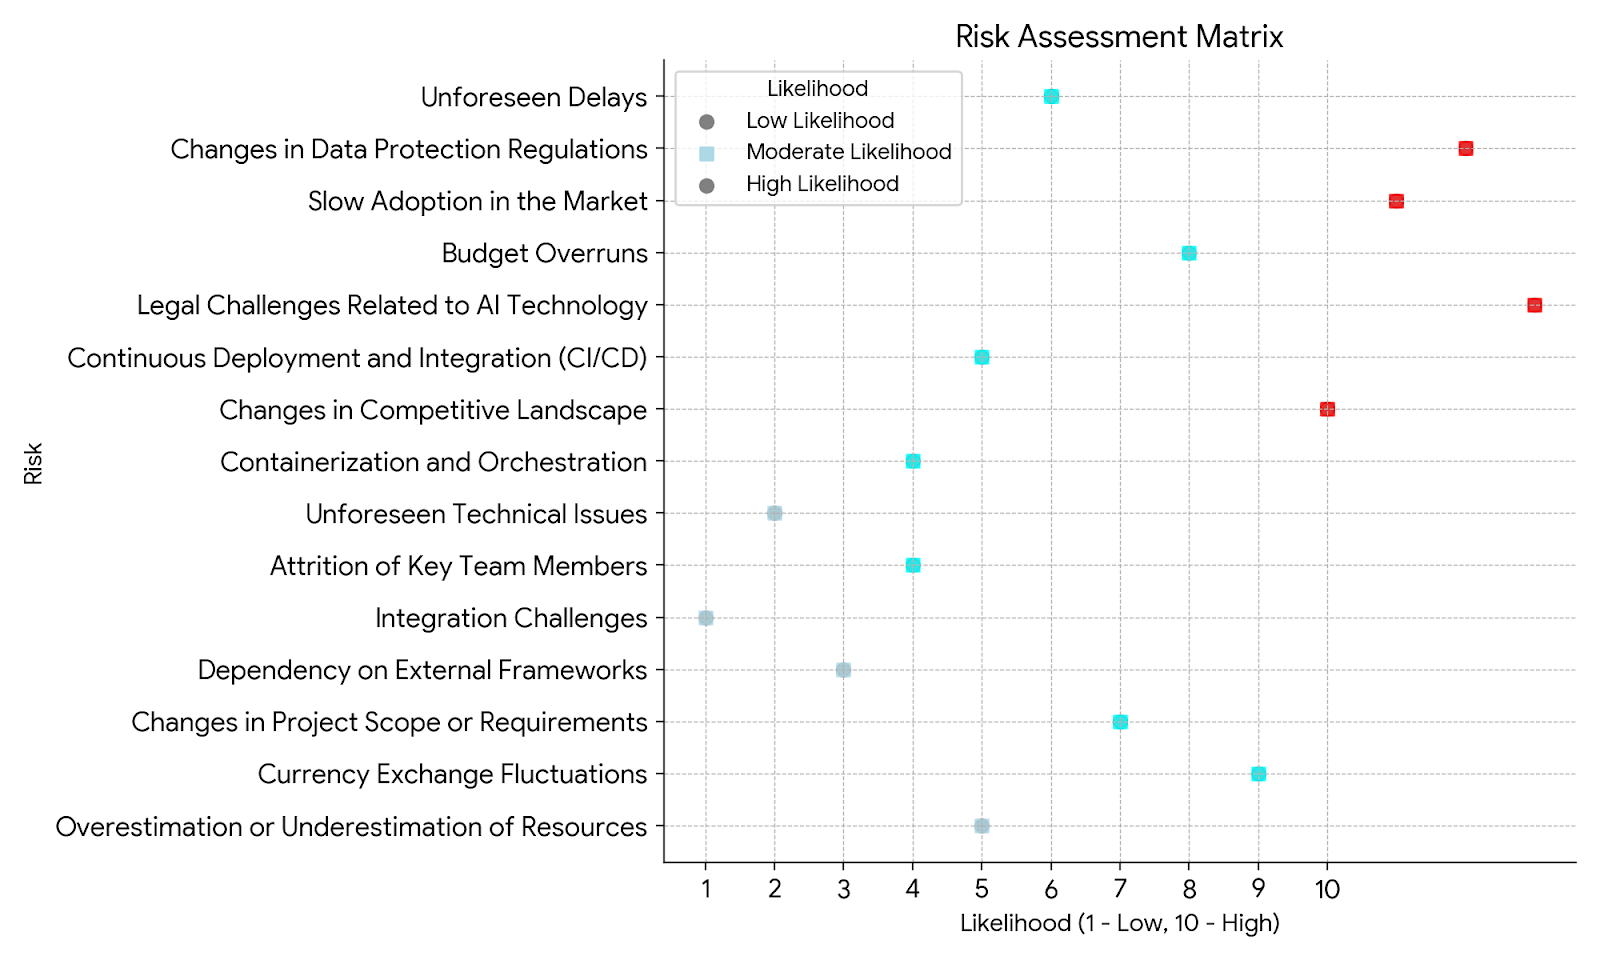 Risk Assessment Matrix
Likelihood
Low Likelihood
Moderate Likelihood
High Likelihood
Risk
Unforeseen Delays
Changes in Data Protection Regulations
Slow Adoption in the Market
Budget Overruns
Legal Challenges Related to AI Technology
Continuous Deployment and Integration (CI/CD)
Changes in Competitive Landscape
Containerization and Orchestration
Unforeseen Technical Issues
Attrition of Key Team Members
Integration Challenges
Dependency on External Frameworks
Changes in Project Scope or Requirements
Currency Exchange Fluctuations
Overestimation or Underestimation of Resources
1 2 3 4 5 6 7 8 9 10
Likelihood (1 - Low, 10 - High)